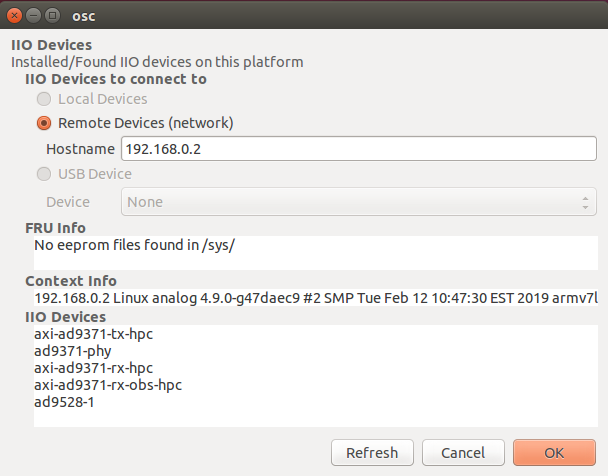 osc
IIO Devices
Installed/Found IIO devices on this platform
IIO Devices to connect to
Local Devices
Remote Devices (network)
Hostname 192.168.0.2
USB Device
Device None
FRU Info
No eeprom files found in /sys/
Context Info
192.168.0.2 Linux analog 4.9.0-g47daec9 #2 SMP Tue Feb 12 10:47:30 EST 2019 armv7l
IIO Devices
axi-ad9371-tx-hpc
ad9371-phy
axi-ad9371-rx-hpc
axi-ad9371-rx-obs-hpc
ad9528-1
Refresh Cancel OK